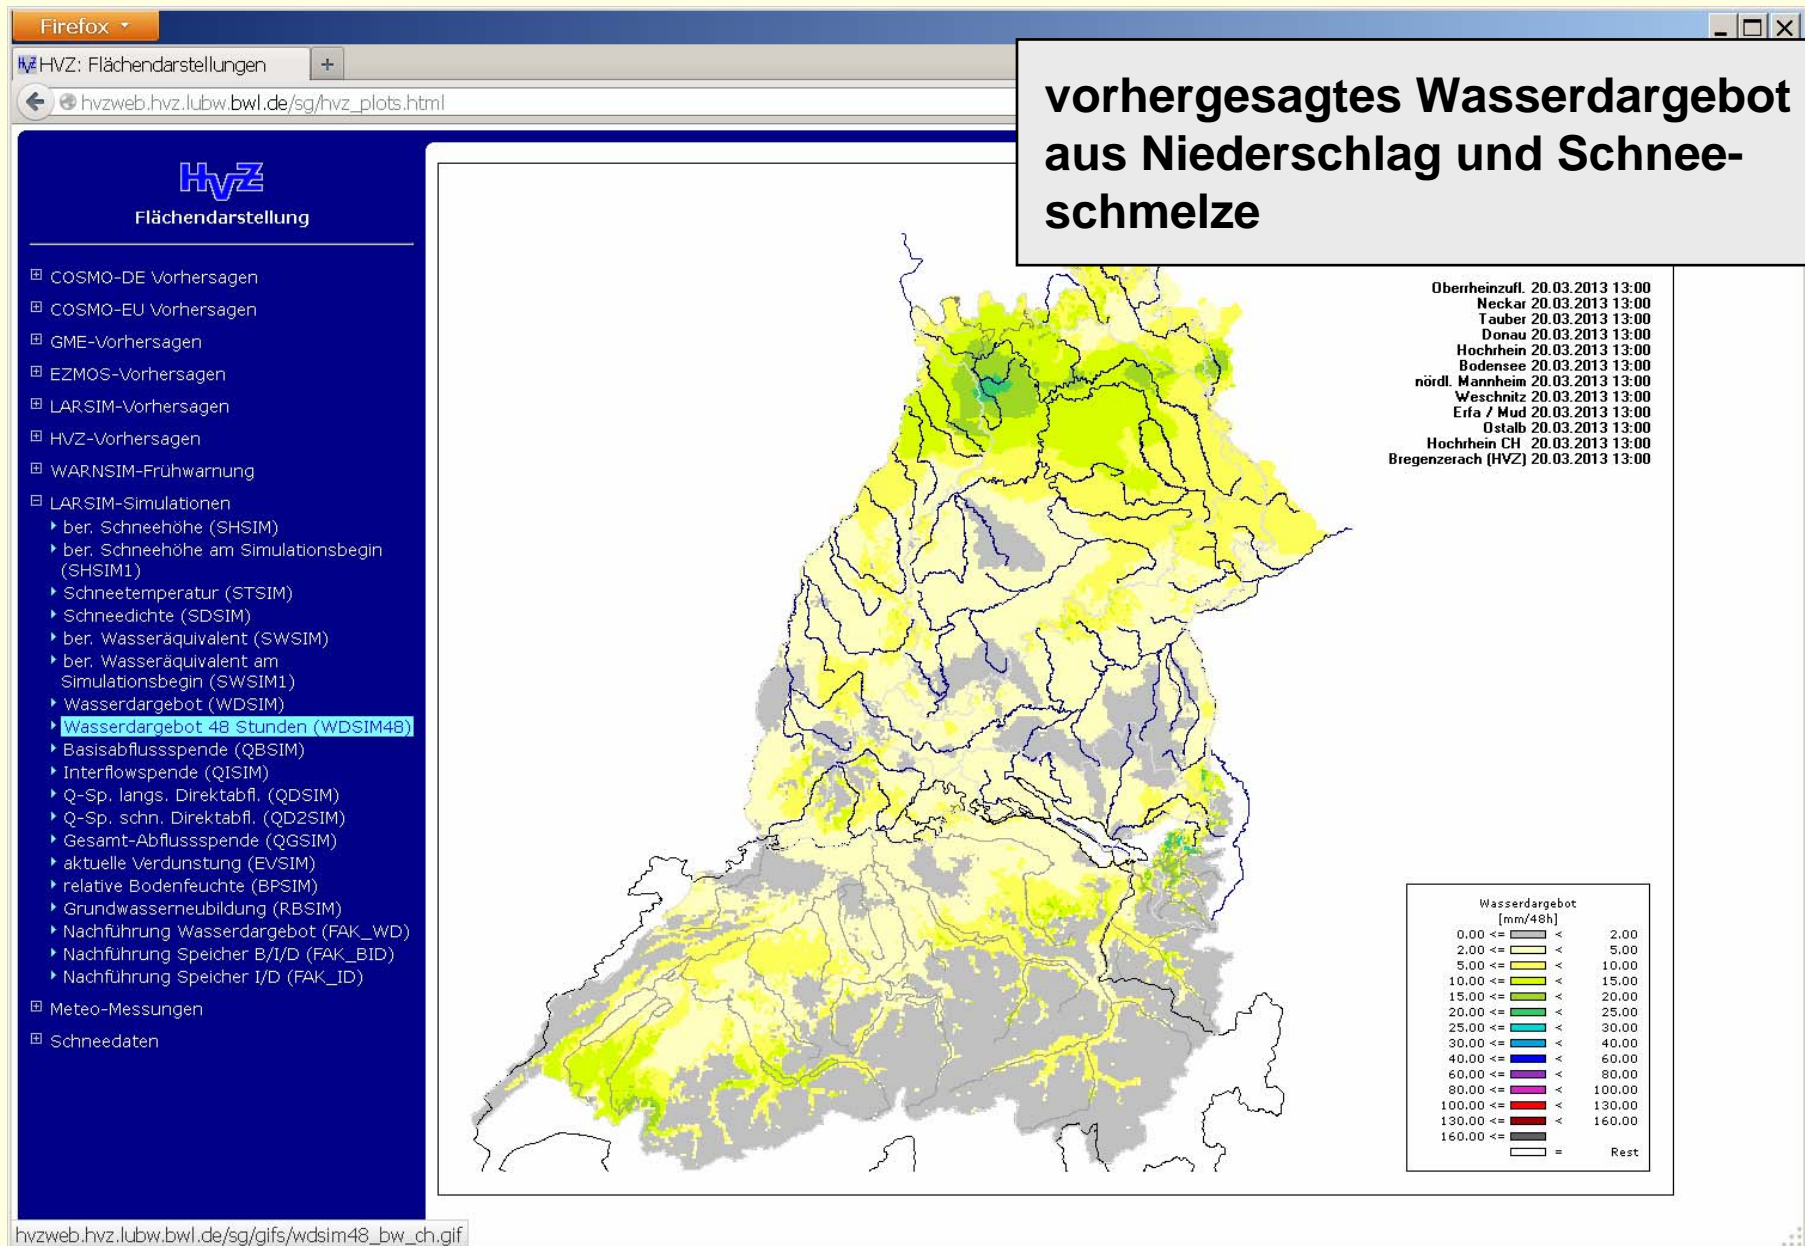 Firefox
HVZ: Flächendarstellungen
+
hvzweb.hvz.lubw.bwl.de/sg/hvz_plots.html
vorhergesagtes Wasserdargebot
aus Niederschlag und Schnee-
schmelze
HVZ
Flächendarstellung
COSMO-DE Vorhersagen
COSMO-EU Vorhersagen
GME-Vorhersagen
EZMOS-Vorhersagen
LARSIM-Vorhersagen
HVZ-Vorhersagen
WARNSIM-Frühwarnung
LARSIM-Simulationen
ber. Schneehöhe (SHSIM)
ber. Schneehöhe am Simulationsbegin
(SHSIM1)
Schneetemperatur (STSIM)
Schneedichte (SDSIM)
ber. Wasseräquivalent (SWSIM)
ber. Wasseräquivalent am
Simulationsbegin (SWSIM1)
Wasserdargebot (WDSIM)
Wasserdargebot 48 Stunden (WDSIM48)
Basisabflussspende (QBSIM)
Interflowspende (QISIM)
Q-Sp. langs. Direktabfl. (QDSIM)
Q-Sp. schn. Direktabfl. (QD2SIM)
Gesamt-Abflussspende (QGSIM)
aktuelle Verdunstung (EVSIM)
relative Bodenfeuchte (BPSIM)
Grundwasserneubildung (RBSIM)
Nachführung Wasserdargebot (FAK_WD)
Nachführung Speicher B/I/D (FAK_BID)
Nachführung Speicher I/D (FAK_ID)
Meteo-Messungen
Schneedaten
Oberrheinzufl. 20.03.2013 13:00
Neckar 20.03.2013 13:00
Tauber 20.03.2013 13:00
Donau 20.03.2013 13:00
Hochrhein 20.03.2013 13:00
Bodensee 20.03.2013 13:00
nördl. Mannheim 20.03.2013 13:00
Weschnitz 20.03.2013 13:00
Erfa / Mud 20.03.2013 13:00
Ostalb 20.03.2013 13:00
Hochrhein CH 20.03.2013 13:00
Bregenzerach (HVZ) 20.03.2013 13:00
Wasserdargebot
[mm/48h]
0.00 <= < 2.00
2.00 <= < 5.00
5.00 <= < 10.00
10.00 <= < 15.00
15.00 <= < 20.00
20.00 <= < 25.00
25.00 <= < 30.00
30.00 <= < 40.00
40.00 <= < 60.00
60.00 <= < 80.00
80.00 <= < 100.00
100.00 <= < 130.00
130.00 <= < 160.00
160.00 <=
= Rest
hvzweb.hvz.lubw.bwl.de/sg/gifs/wdsim48_bw_ch.gif